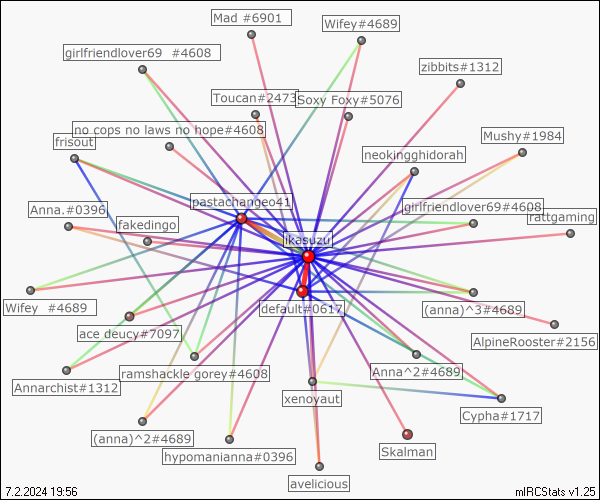 Mad #6901
Wifey#4689
girlfriendlover69  #4608
zibbits#1312
Toucan#2473
Soxy Foxy#5076
no cops no laws no hope#4608
Mushy#1984
frisout
neokingghidorah
pastachangeo41
Anna.#0396
girlfriendlover69#4608
rattgaming
fakedingo
ikasuzu
Wifey  #4689
default#0617
(anna)^3#4689
ace deucy#7097
AlpineRooster#2156
Annarchist#1312
ramshackle gorey#4608
Anna^2#4689
xenoyaut
Cypha#1717
(anna)^2#4689
hypomanianna#0396
Skalman
avelicious
7.2.2024 19:56
mIRCStats v1.25